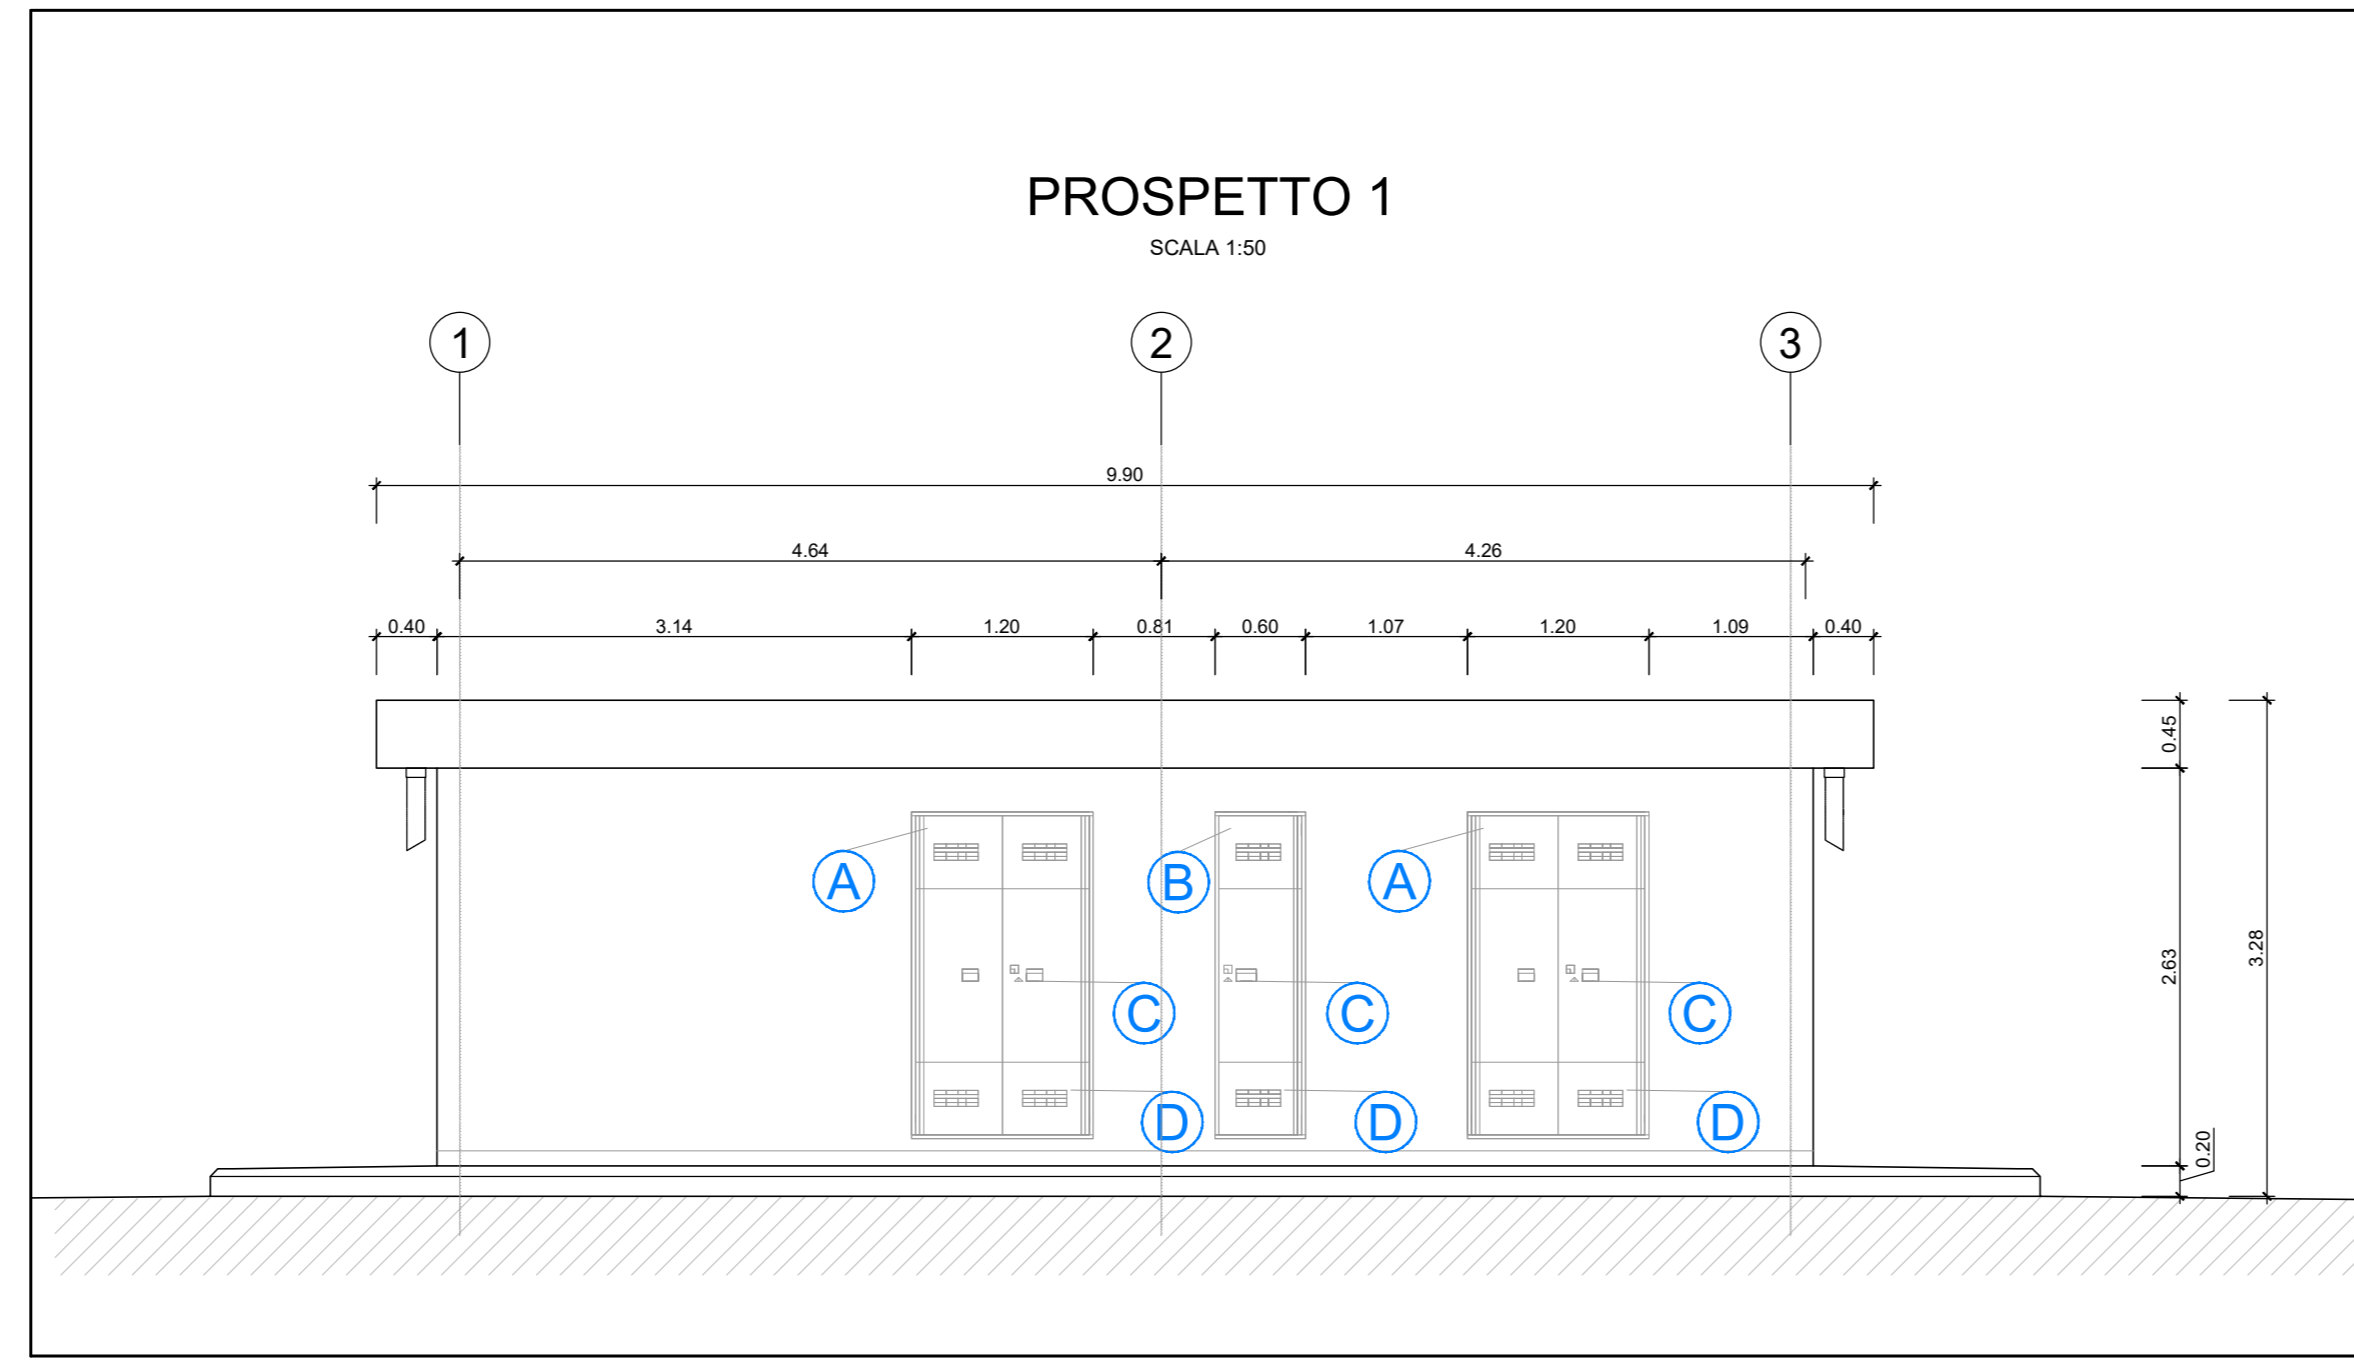 PROSPETTO 1
SCALA 1:50
1 2 3
9.90
4.64 4.26
0.40 3.14 1.20 0.81 0.60 1.07 1.20 1.09 0.40
0.45
A B A
2.63 3.28
C C C
D D D
0.20